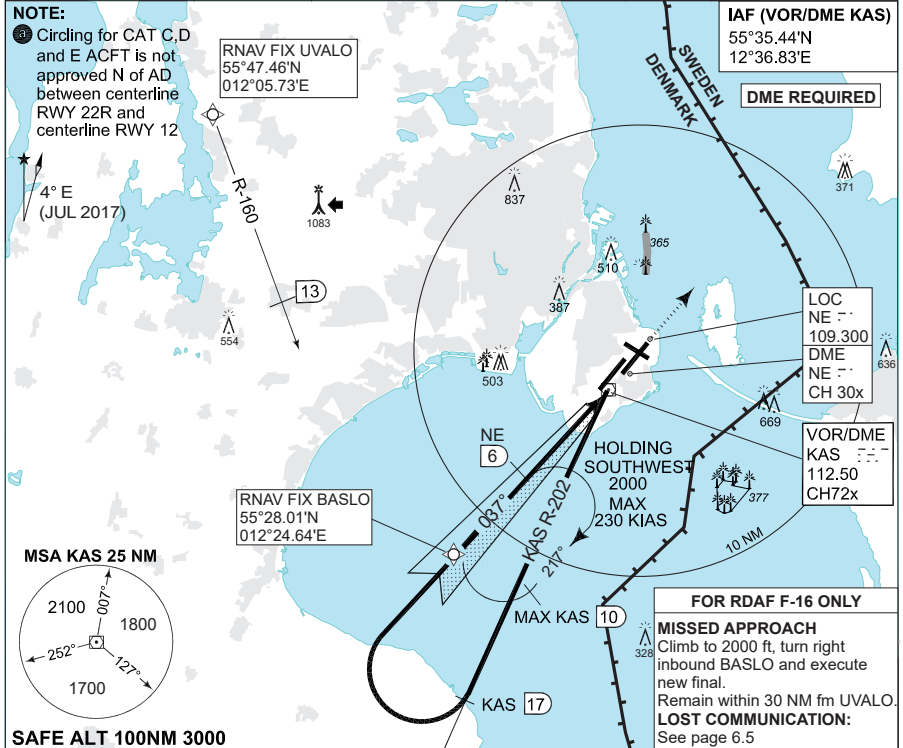 NOTE:
a Circling for CAT C,D
and E ACFT is not
approved N of AD
between centerline
RWY 22R and
centerline RWY 12
4° E
(JUL 2017)
RNAV FIX UVALO
55°47.46'N
012°05.73'E
IAF (VOR/DME KAS)
55°35.44'N
12°36.83'E
DME REQUIRED
SWEDEN
DENMARK
R-160
13
1083
837
371
365
510
387
554
503
636
669
377
328
LOC
NE
109.300
DME
NE
CH 30x
VOR/DME
KAS
112.50
CH72x
NE
6
HOLDING
SOUTHWEST
2000
MAX
230 KIAS
037°
KAS R-202
217°
10 NM
RNAV FIX BASLO
55°28.01'N
012°24.64'E
MAX KAS 10
KAS 17
MSA KAS 25 NM
2100
007°
1800
252°
127°
1700
SAFE ALT 100NM 3000
FOR RDAF F-16 ONLY
MISSED APPROACH
Climb to 2000 ft, turn right
inbound BASLO and execute
new final.
Remain within 30 NM fm UVALO.
LOST COMMUNICATION:
See page 6.5